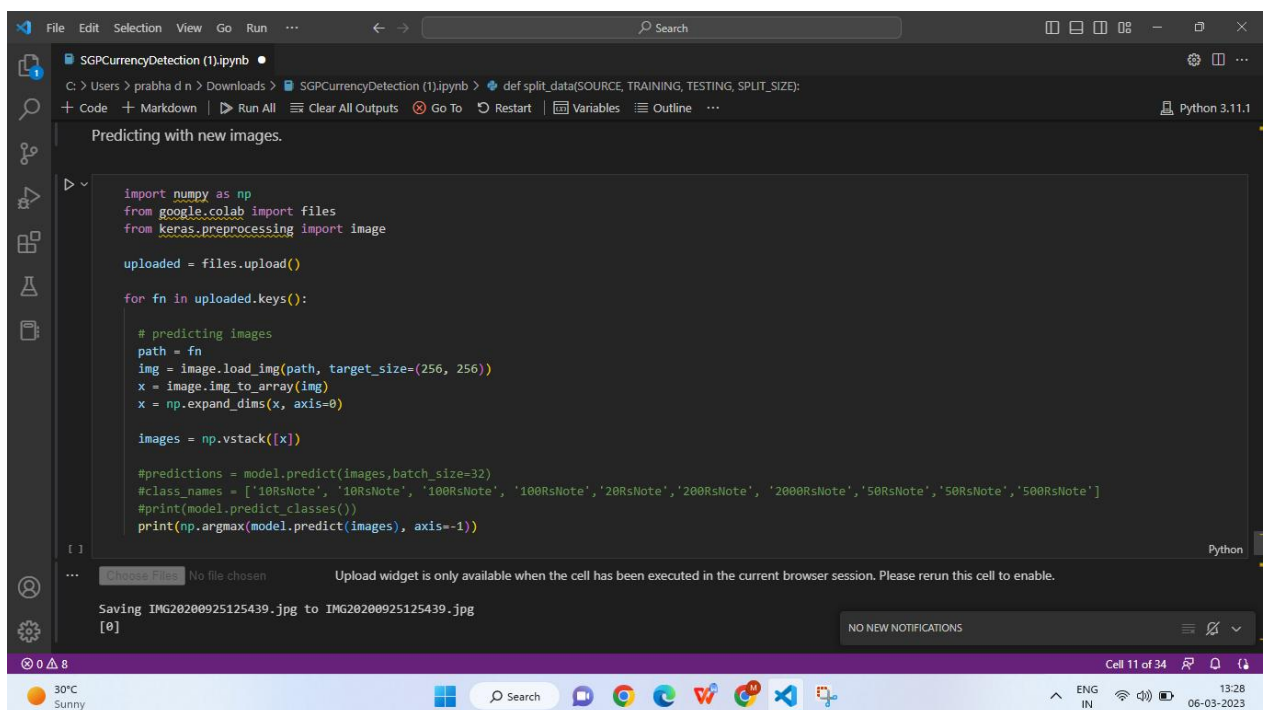 File Edit Selection View Go Run ··· Search
SGPCurrencyDetection (1).ipynb
C: > Users > prabha d n > Downloads > SGPCurrencyDetection (1).ipynb > def split_data(SOURCE, TRAINING, TESTING, SPLIT_SIZE):
+ Code + Markdown | Run All Clear All Outputs Go To Restart | Variables Outline ··· Python 3.11.1
1
Predicting with new images.
import numpy as np
from google.colab import files
from keras.preprocessing import image
uploaded = files.upload()
for fn in uploaded.keys():
# predicting images
path = fn
img = image.load_img(path, target_size=(256, 256))
x = image.img_to_array(img)
x = np.expand_dims(x, axis=0)
images = np.vstack([x])
#predictions = model.predict(images,batch_size=32)
#class_names = ['10RsNote', '10RsNote', '100RsNote', '100RsNote','20RsNote','200RsNote', '2000RsNote','50RsNote','50RsNote','500RsNote']
#print(model.predict_classes())
print(np.argmax(model.predict(images), axis=-1))
[ ] Python
··· Choose Files No file chosen Upload widget is only available when the cell has been executed in the current browser session. Please rerun this cell to enable.
Saving IMG20200925125439.jpg to IMG20200925125439.jpg
[0]
NO NEW NOTIFICATIONS
0 8 Cell 11 of 34
30°C
Sunny
Search
M
ENG
IN
13:28
06-03-2023